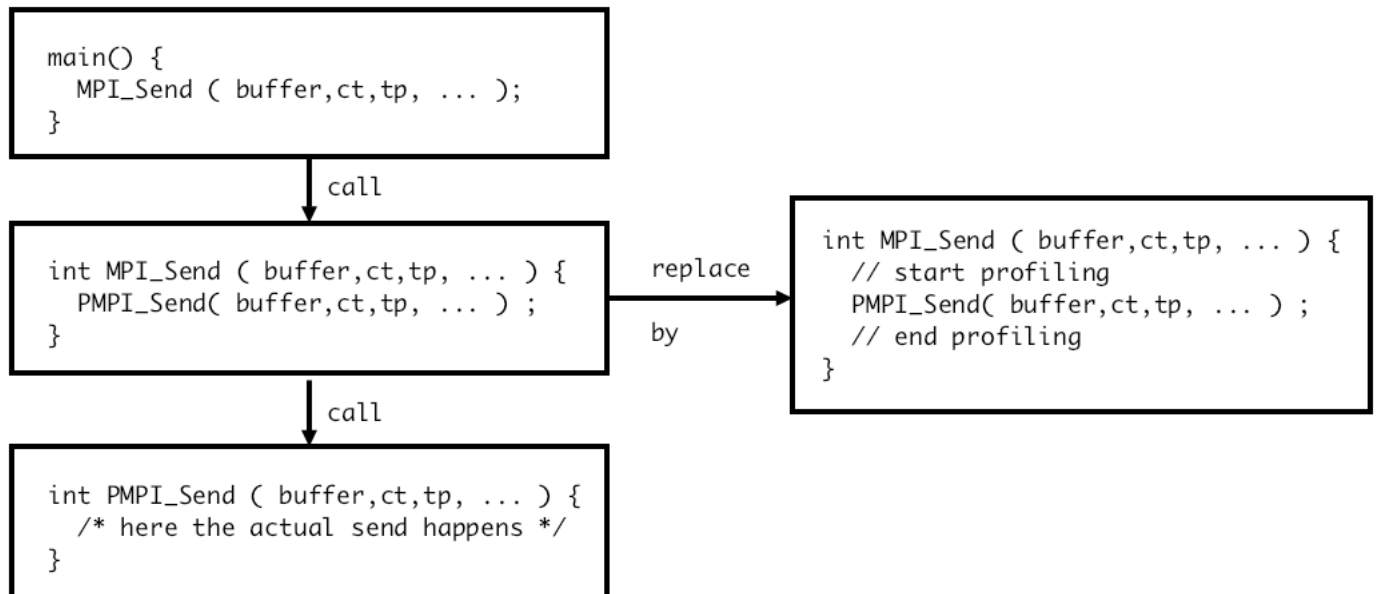 main() {
MPI_Send ( buffer,ct,tp, ... );
}
call
int MPI_Send ( buffer,ct,tp, ... ) {
PMPI_Send( buffer,ct,tp, ... ) ;
}
replace
by
int MPI_Send ( buffer,ct,tp, ... ) {
// start profiling
PMPI_Send( buffer,ct,tp, ... ) ;
// end profiling
}
call
int PMPI_Send ( buffer,ct,tp, ... ) {
/* here the actual send happens */
}